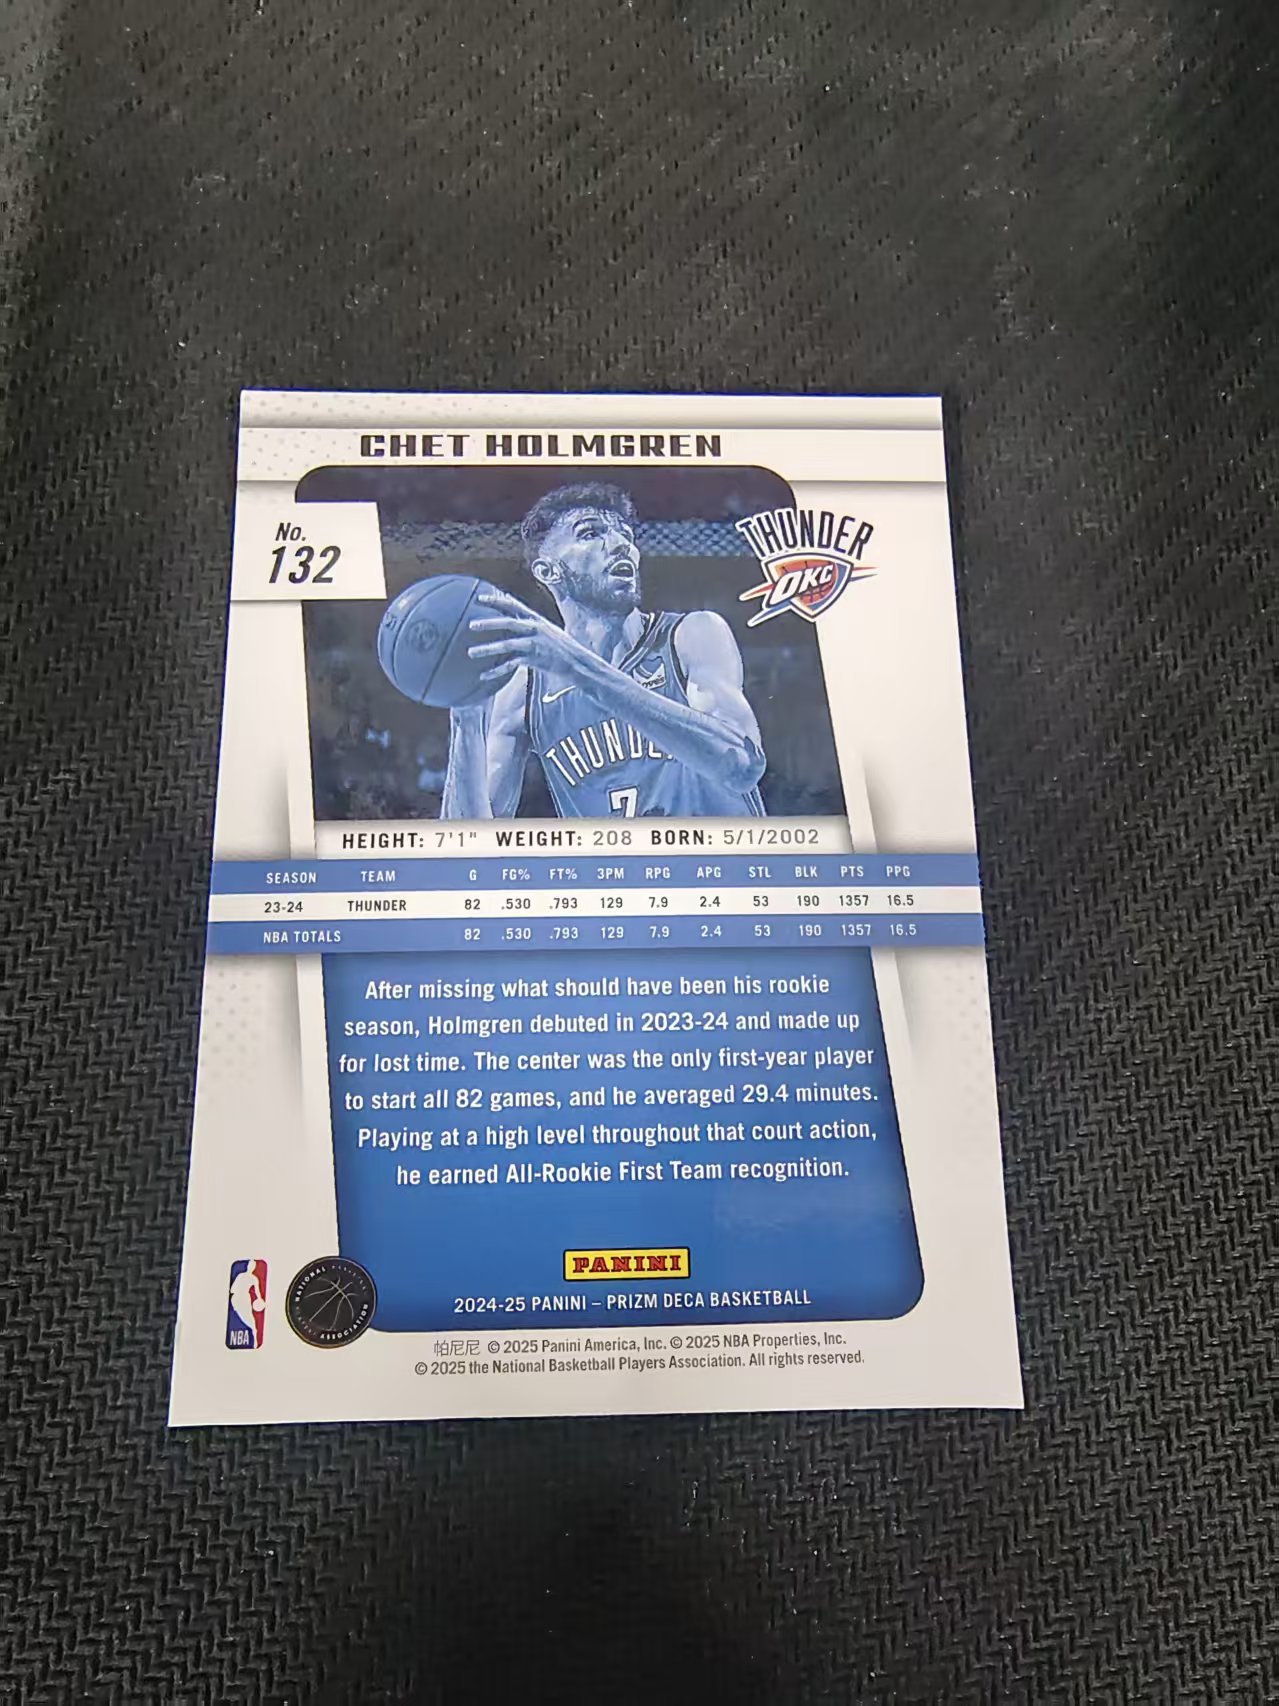 CHET HOLMGREN
No.
132
THUNDER
OKC
THUNDE
7
HEIGHT: 7'1" WEIGHT: 208 BORN: 5/1/2002
SEASON TEAM G FG% FT% 3PM RPG APG STL BLK PTS PPG
23-24 THUNDER 82 .530 .793 129 7.9 2.4 53 190 1357 16.5
NBA TOTALS 82 .530 .793 129 7.9 2.4 53 190 1357 16.5
After missing what should have been his rookie
season, Holmgren debuted in 2023-24 and made up
for lost time. The center was the only first-year player
to start all 82 games, and he averaged 29.4 minutes.
Playing at a high level throughout that court action,
he earned All-Rookie First Team recognition.
PANINI
2024-25 PANINI – PRIZM DECA BASKETBALL
NBA
NATIONAL
ASSOCIATION
帕尼尼 © 2025 Panini America, Inc. © 2025 NBA Properties, Inc.
© 2025 the National Basketball Players Association. All rights reserved.